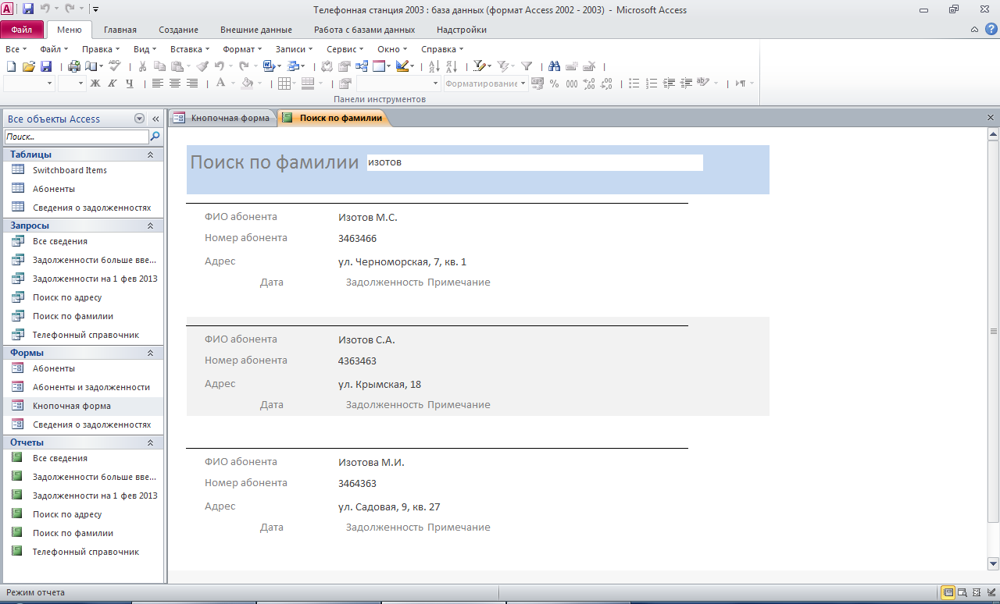 Телефонная станция 2003 : база данных (формат Access 2002 - 2003) - Microsoft Access
Файл Меню Главная Создание Внешние данные Работа с базами данных Надстройки
Все Файл Правка Вид Вставка Формат Записи Сервис Окно Справка
Ж К Ч Форматирование % 000
Панели инструментов
Все объекты Access
Поиск...
Таблицы
Switchboard Items
Абоненты
Сведения о задолженностях
Запросы
Все сведения
Задолженности больше вве...
Задолженности на 1 фев 2013
Поиск по адресу
Поиск по фамилии
Телефонный справочник
Формы
Абоненты
Абоненты и задолженности
Кнопочная форма
Сведения о задолженностях
Отчеты
Все сведения
Задолженности больше вве...
Задолженности на 1 фев 2013
Поиск по адресу
Поиск по фамилии
Телефонный справочник
Кнопочная форма Поиск по фамилии
Поиск по фамилии изотов
ФИО абонента Изотов М.С.
Номер абонента 3463466
Адрес ул. Черноморская, 7, кв. 1
Дата Задолженность Примечание
ФИО абонента Изотов С.А.
Номер абонента 4363463
Адрес ул. Крымская, 18
Дата Задолженность Примечание
ФИО абонента Изотова М.И.
Номер абонента 3464363
Адрес ул. Садовая, 9, кв. 27
Дата Задолженность Примечание
Режим отчета